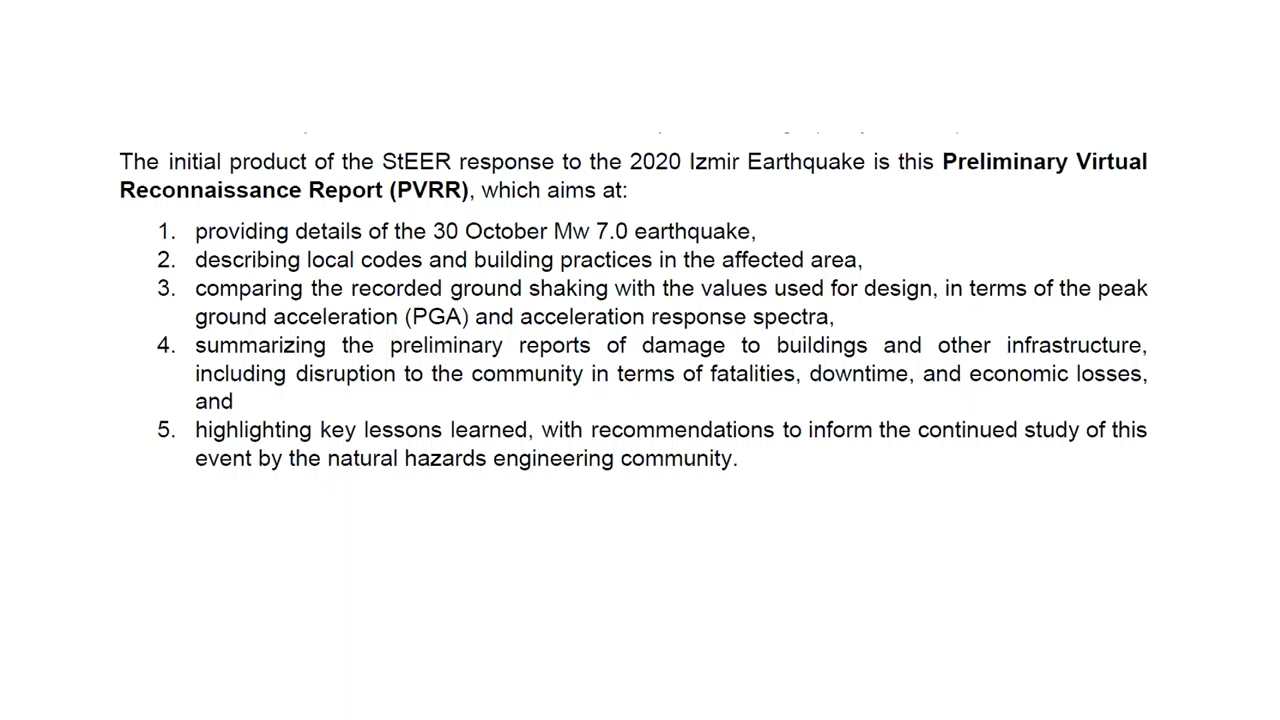 The initial product of the StEER response to the 2020 Izmir Earthquake is this Preliminary Virtual
Reconnaissance Report (PVRR), which aims at:
1. providing details of the 30 October Mw 7.0 earthquake,
2. describing local codes and building practices in the affected area,
3. comparing the recorded ground shaking with the values used for design, in terms of the peak
ground acceleration (PGA) and acceleration response spectra,
4. summarizing the preliminary reports of damage to buildings and other infrastructure,
including disruption to the community in terms of fatalities, downtime, and economic losses,
and
5. highlighting key lessons learned, with recommendations to inform the continued study of this
event by the natural hazards engineering community.